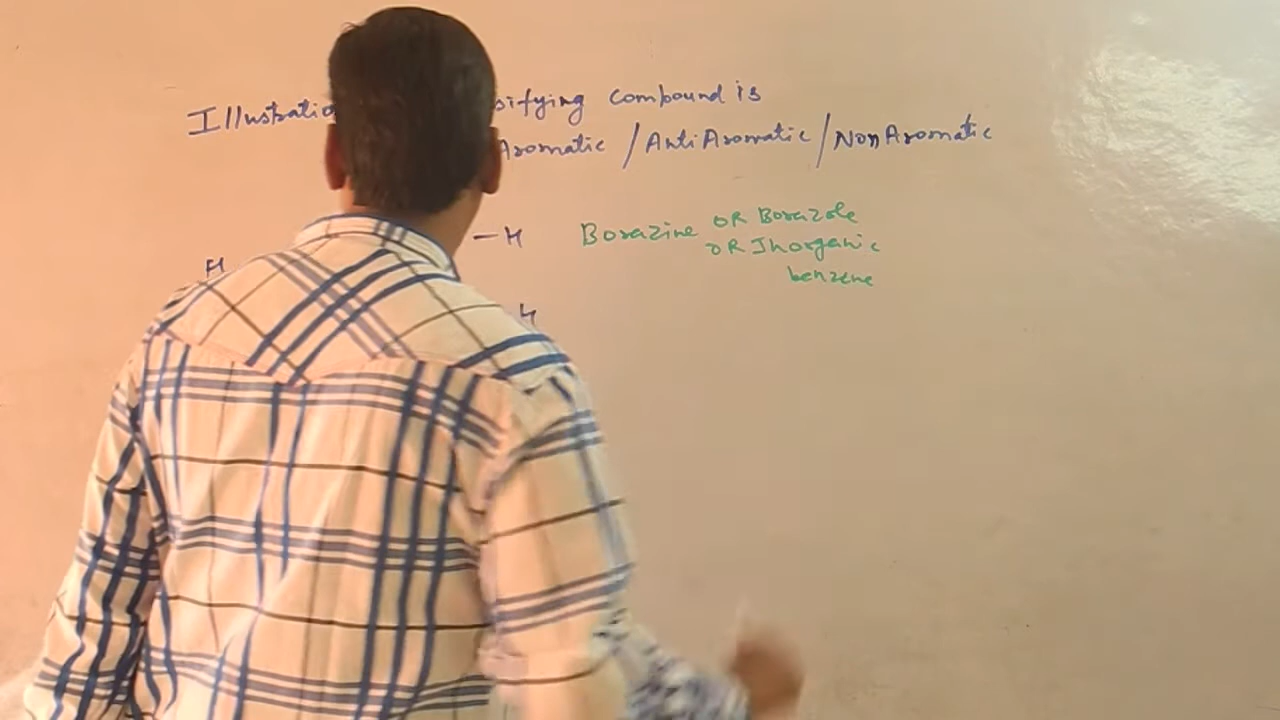 Illustratio sifying compound is
Aromatic / AntiAromatic / NonAromatic
Borazine OR Borazole
OR Inorganic
benzene
– H
H
H